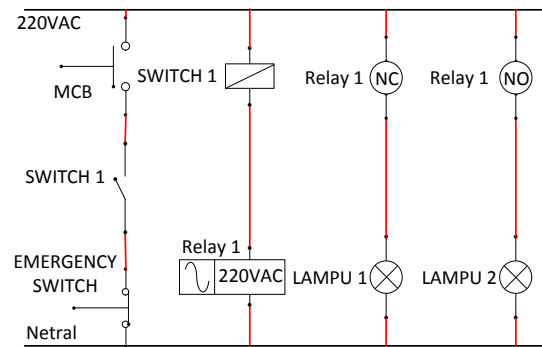 220VAC
MCB
SWITCH 1
EMERGENCY
SWITCH
Netral
SWITCH 1
Relay 1
220VAC
Relay 1
NC
LAMPU 1
Relay 1
NO
LAMPU 2